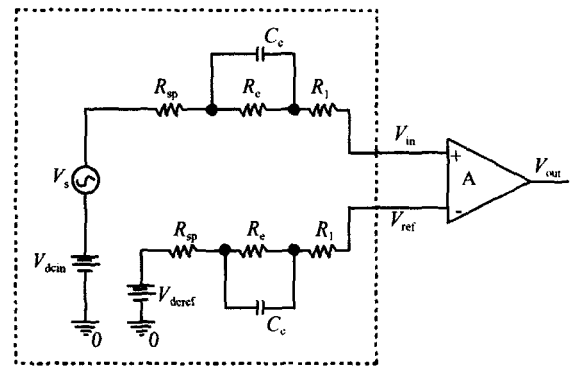 C_e
R_sp R_e R_1
V_in
V_s
+
A
V_out
-
V_ref
R_sp R_e R_1
V_dcin
V_dcref
C_e
0
0